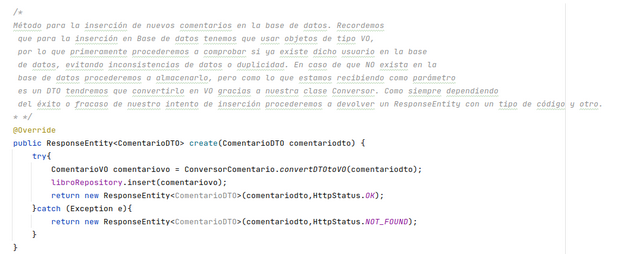 /*
Método para la inserción de nuevos comentarios en la base de datos. Recordemos
que para la inserción en Base de datos tenemos que usar objetos de tipo VO,
por lo que primeramente procederemos a comprobar si ya existe dicho usuario en la base
de datos, evitando inconsistencias de datos o duplicidad. En caso de que NO exista en la
base de datos procederemos a almacenarlo, pero como lo que estamos recibiendo como parámetro
es un DTO tendremos que convertirlo en VO gracias a nuestra clase Conversor. Como siempre dependiendo
del éxito o fracaso de nuestro intento de inserción procederemos a devolver un ResponseEntity con un tipo de código y otro.
* */
@Override
public ResponseEntity<ComentarioDTO> create(ComentarioDTO comentariodto) {
try{
ComentarioVO comentariovo = ConversorComentario.convertDTOtoVO(comentariodto);
libroRepository.insert(comentariovo);
return new ResponseEntity<ComentarioDTO>(comentariodto,HttpStatus.OK);
}catch (Exception e){
return new ResponseEntity<ComentarioDTO>(comentariodto,HttpStatus.NOT_FOUND);
}
}